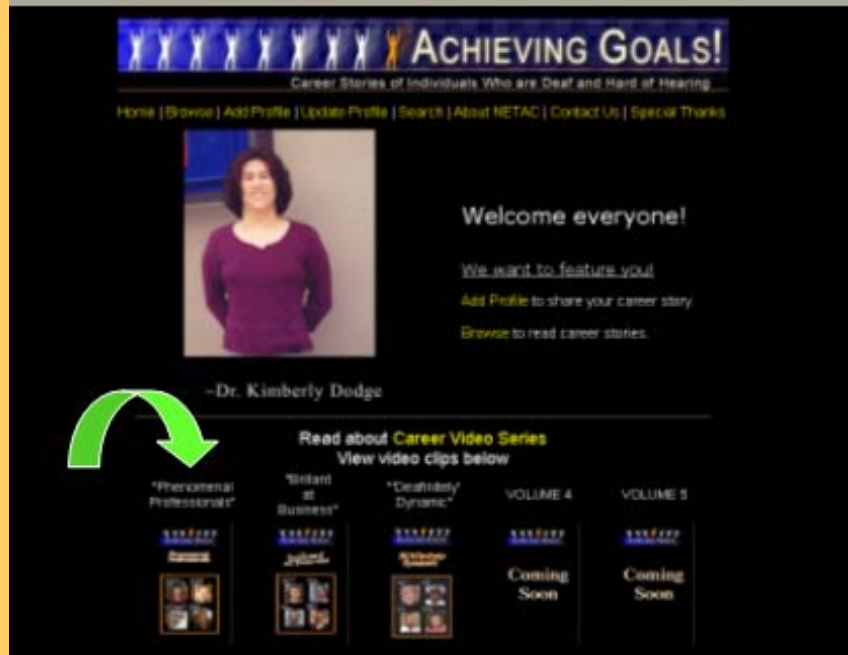 ACHIEVING GOALS!
Career Stories of Individuals Who are Deaf and Hard of Hearing
Home | Browse | Add Profile | Update Profile | Search | About NETAC | Contact Us | Special Thanks
Welcome everyone!
We want to feature you!
Add Profile to share your career story.
Browse to read career stories.
~Dr. Kimberly Dodge
Read about Career Video Series
View video clips below
"Phenomenal
Professionals"
"Brilliant
at
Business"
"'Deafinitely'
Dynamic"
VOLUME 4
VOLUME 5
Coming
Soon
Coming
Soon